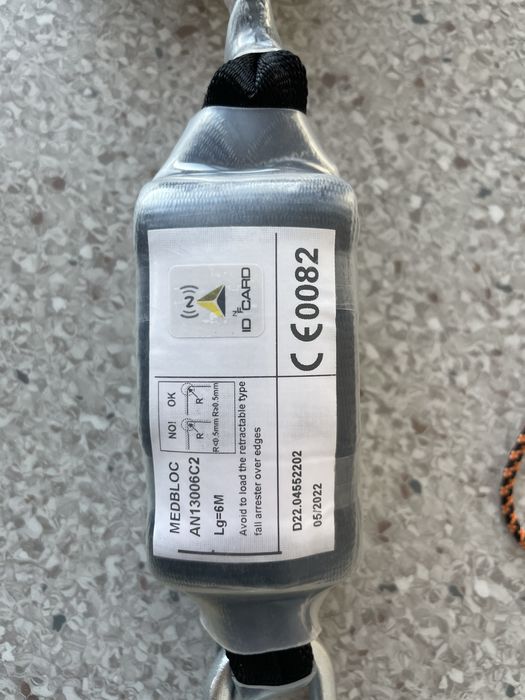 MEDBLOC
AN13006C2
Lg=6M
NO! OK
R R
R<0.5mm R≥0.5mm
Avoid to load the retractable type
fall arrester over edges
D22.04552202
05/2022
ID CARD
CE0082